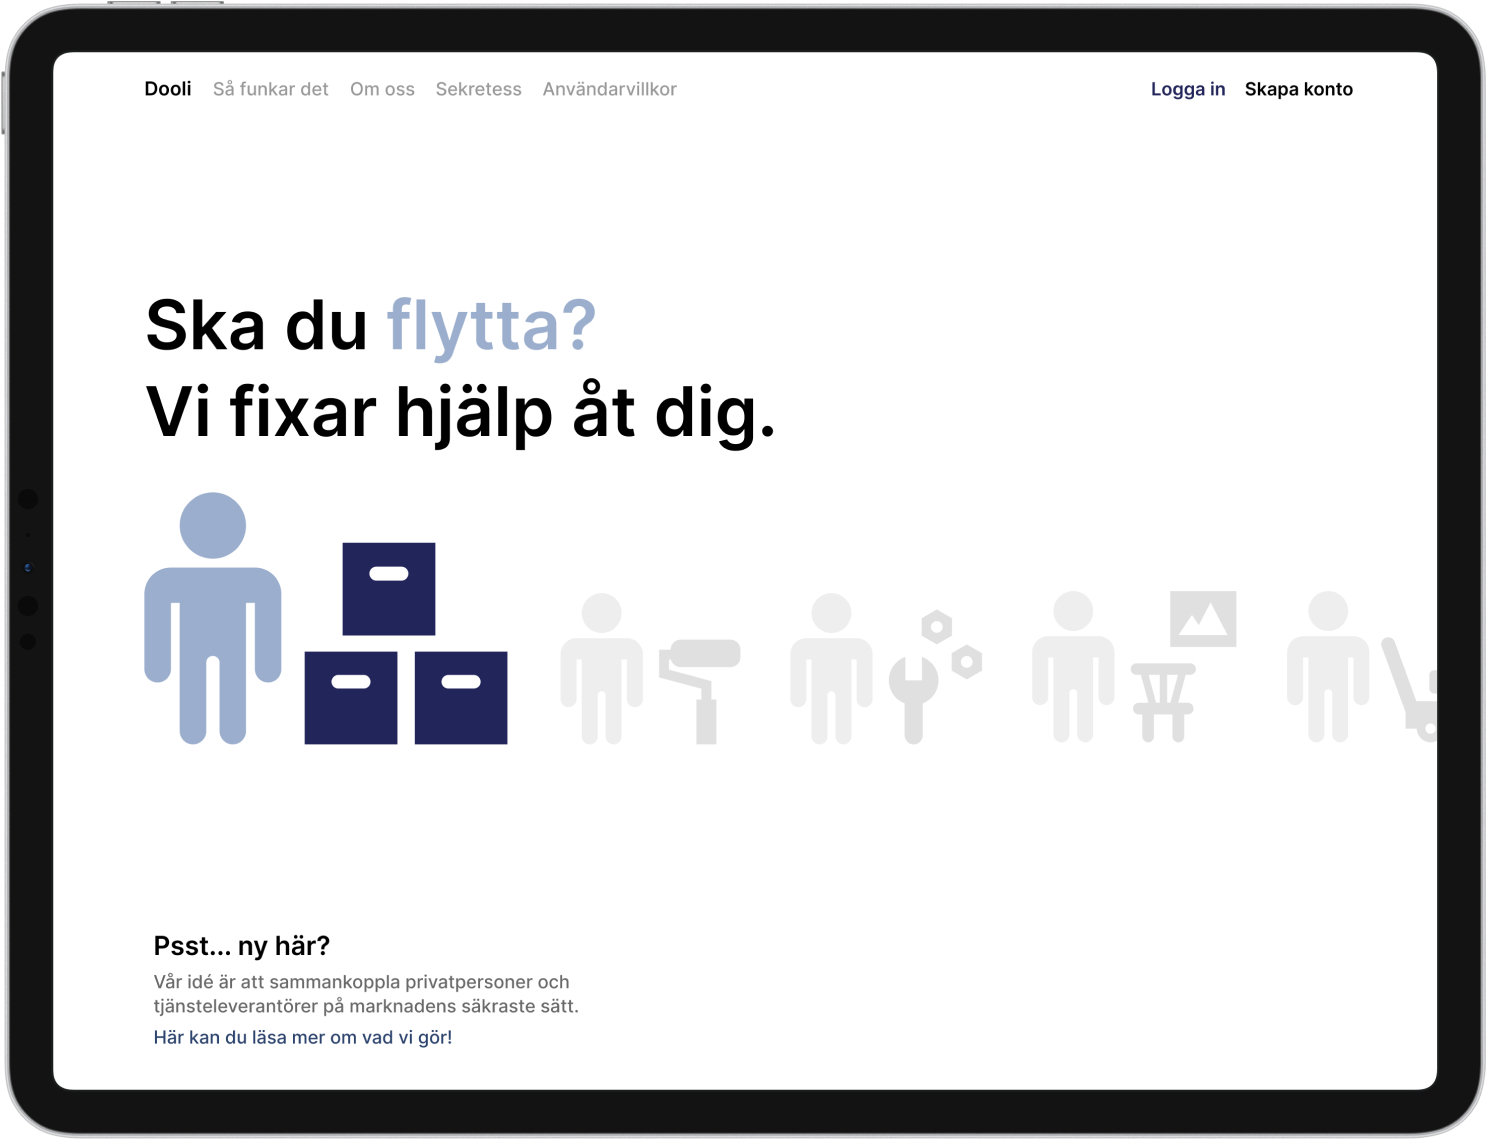 Dooli Så funkar det Om oss Sekretess Användarvillkor Logga in Skapa konto
Ska du flytta?
Vi fixar hjälp åt dig.
Psst... ny här?
Vår idé är att sammankoppla privatpersoner och
tjänsteleverantörer på marknadens säkraste sätt.
Här kan du läsa mer om vad vi gör!